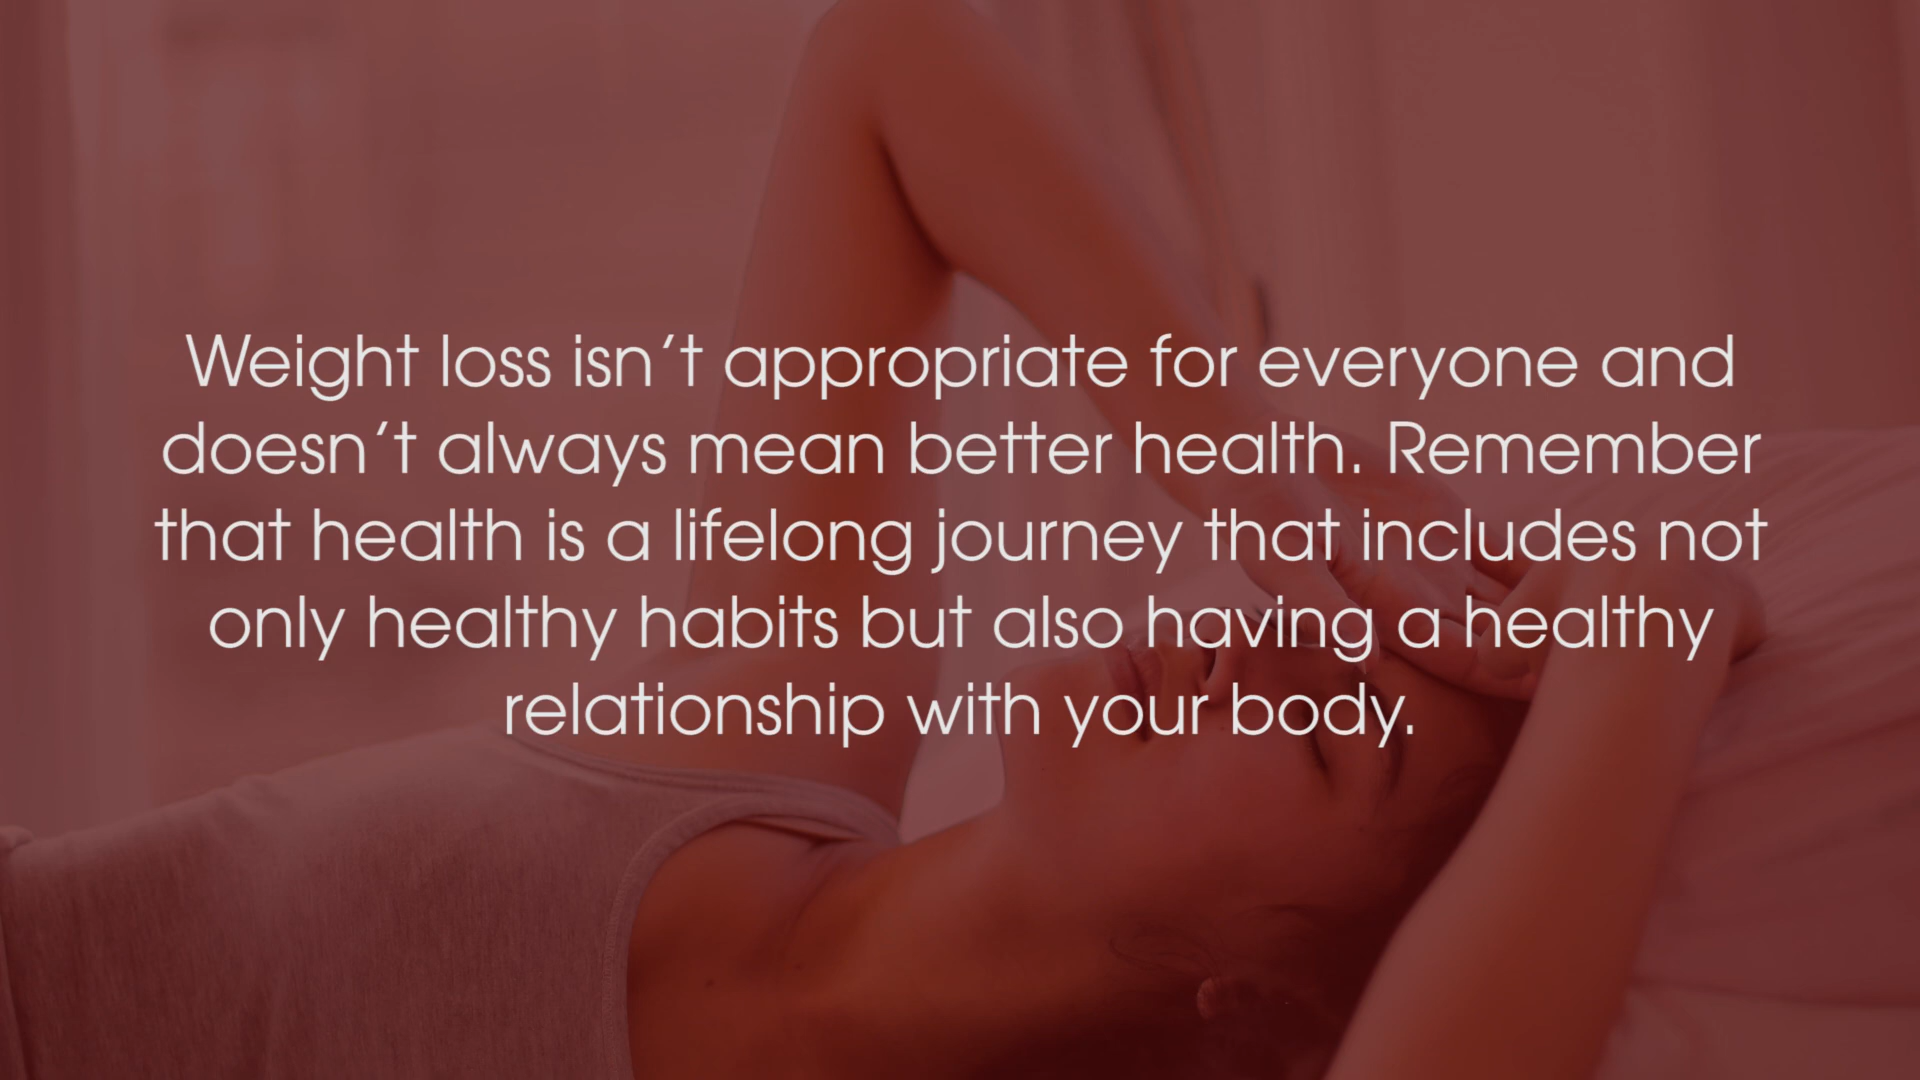 Weight loss isn't appropriate for everyone and
doesn't always mean better health. Remember
that health is a lifelong journey that includes not
only healthy habits but also having a healthy
relationship with your body.